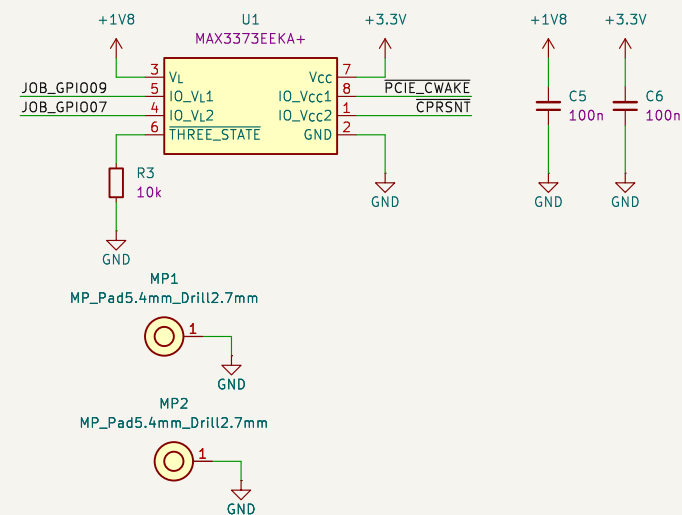 +1V8
U1
MAX3373EEKA+
+3.3V
+1V8
+3.3V
3
VL
VCC
7
JOB_GPIO09
5
IO_VL1
IO_VCC1
8
PCIE_CWAKE
JOB_GPIO07
4
IO_VL2
IO_VCC2
1
CPRSNT
6
THREE_STATE
GND
2
C5
100n
C6
100n
R3
10k
GND
GND
GND
GND
MP1
MP_Pad5.4mm_Drill2.7mm
1
GND
MP2
MP_Pad5.4mm_Drill2.7mm
1
GND